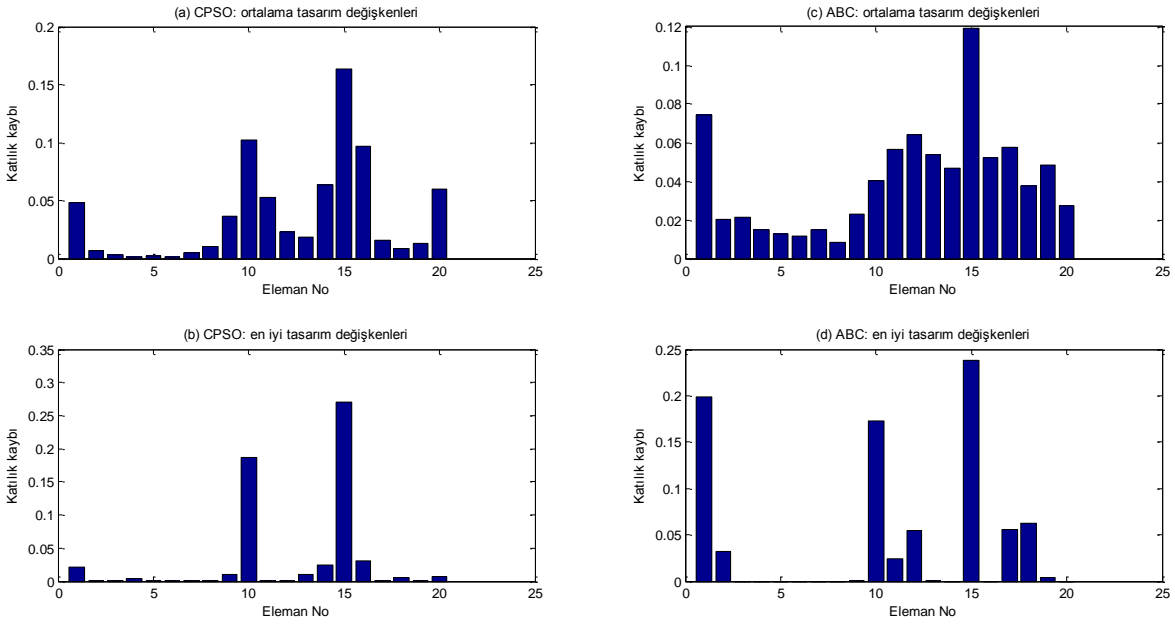 (a) CPSO: ortalama tasarım değişkenleri
0.2
0.15
0.1
0.05
0
Katılık kaybı
0 5 10 15 20 25
Eleman No
(c) ABC: ortalama tasarım değişkenleri
0.12
0.1
0.08
0.06
0.04
0.02
0
Katılık kaybı
0 5 10 15 20 25
Eleman No
(b) CPSO: en iyi tasarım değişkenleri
0.35
0.3
0.25
0.2
0.15
0.1
0.05
0
Katılık kaybı
0 5 10 15 20 25
Eleman No
(d) ABC: en iyi tasarım değişkenleri
0.25
0.2
0.15
0.1
0.05
0
Katılık kaybı
0 5 10 15 20 25
Eleman No